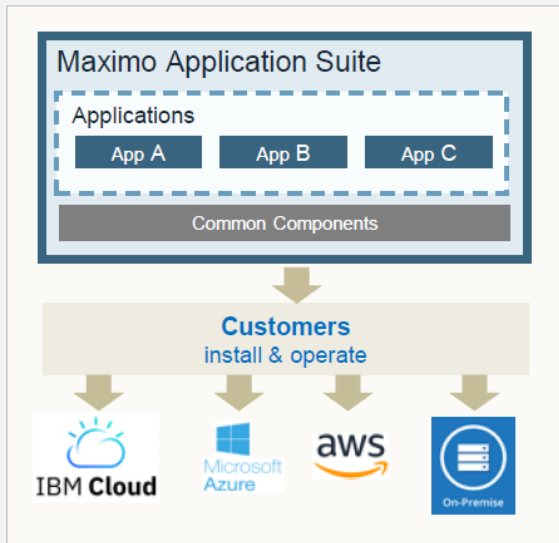 Maximo Application Suite
Applications
App A
App B
App C
Common Components
Customers
install & operate
IBM Cloud
Microsoft
Azure
aws
On-Premise